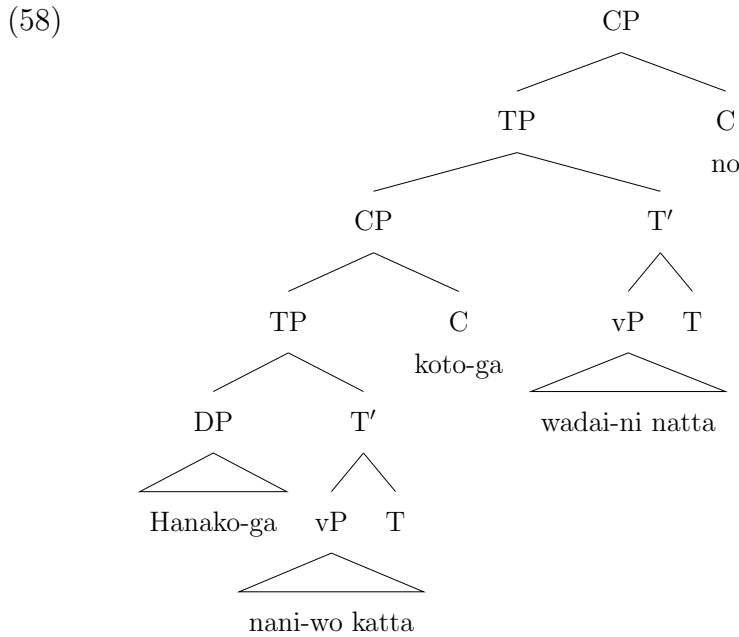 (58)
CP
TP C
no
CP T′
TP C vP T
koto-ga
DP T′ wadai-ni natta
Hanako-ga vP T
nani-wo katta